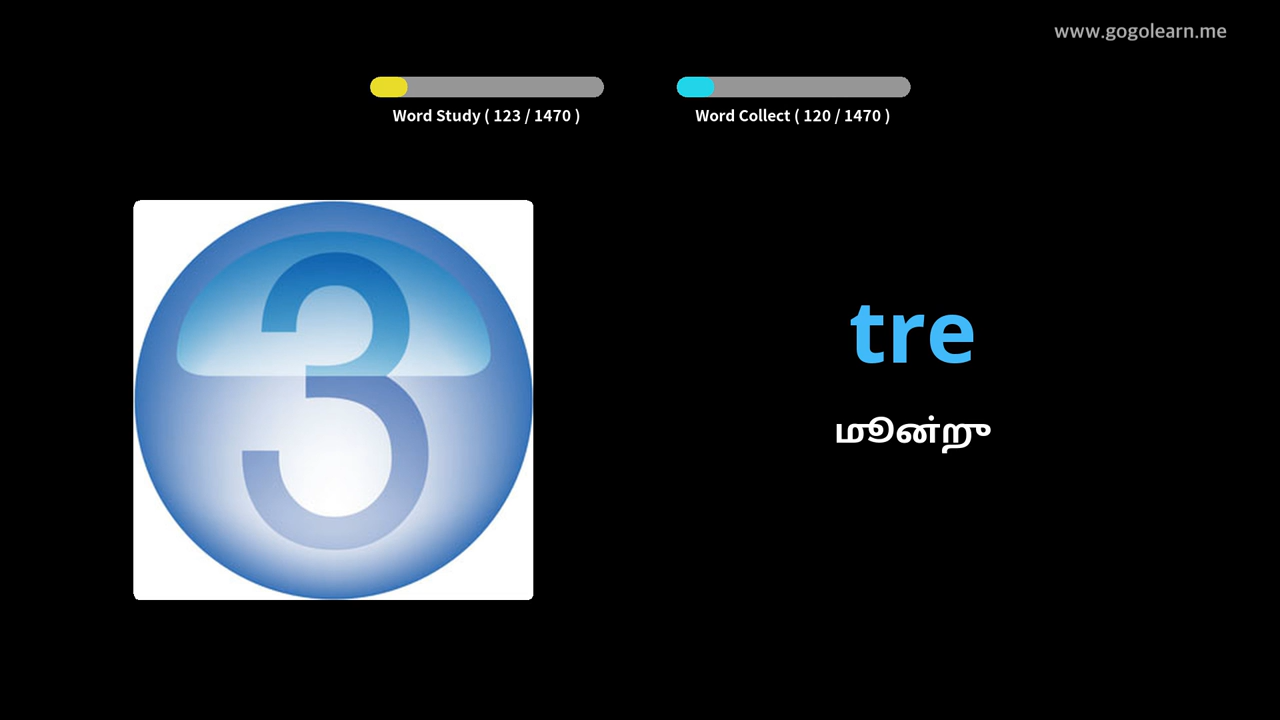 www.gogolearn.me
Word Study ( 123 / 1470 )
Word Collect ( 120 / 1470 )
3
tre
மூன்று